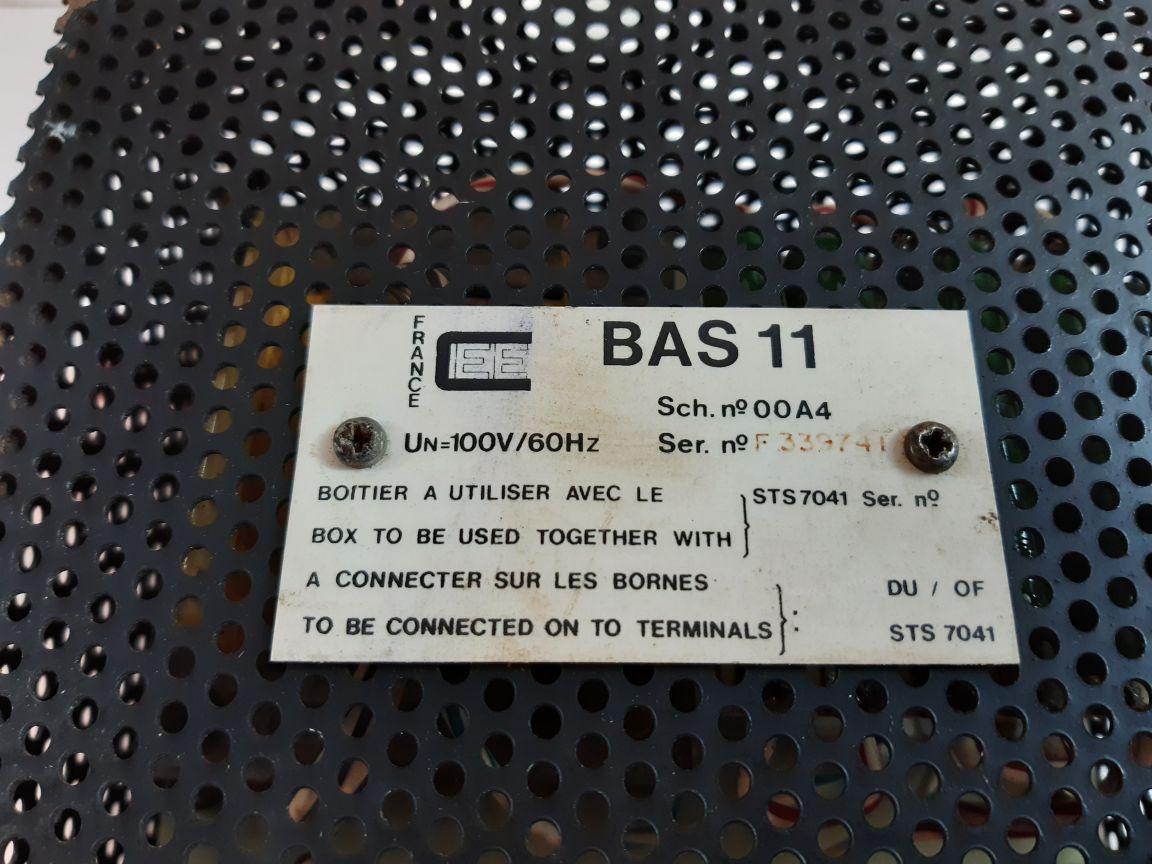 FRANCE
CEE
BAS 11
Sch. nº 00A4
UN=100V/60Hz
Ser. nº F 339741
BOITIER A UTILISER AVEC LE
STS7041 Ser. nº
BOX TO BE USED TOGETHER WITH
A CONNECTER SUR LES BORNES
DU / OF
TO BE CONNECTED ON TO TERMINALS :
STS 7041